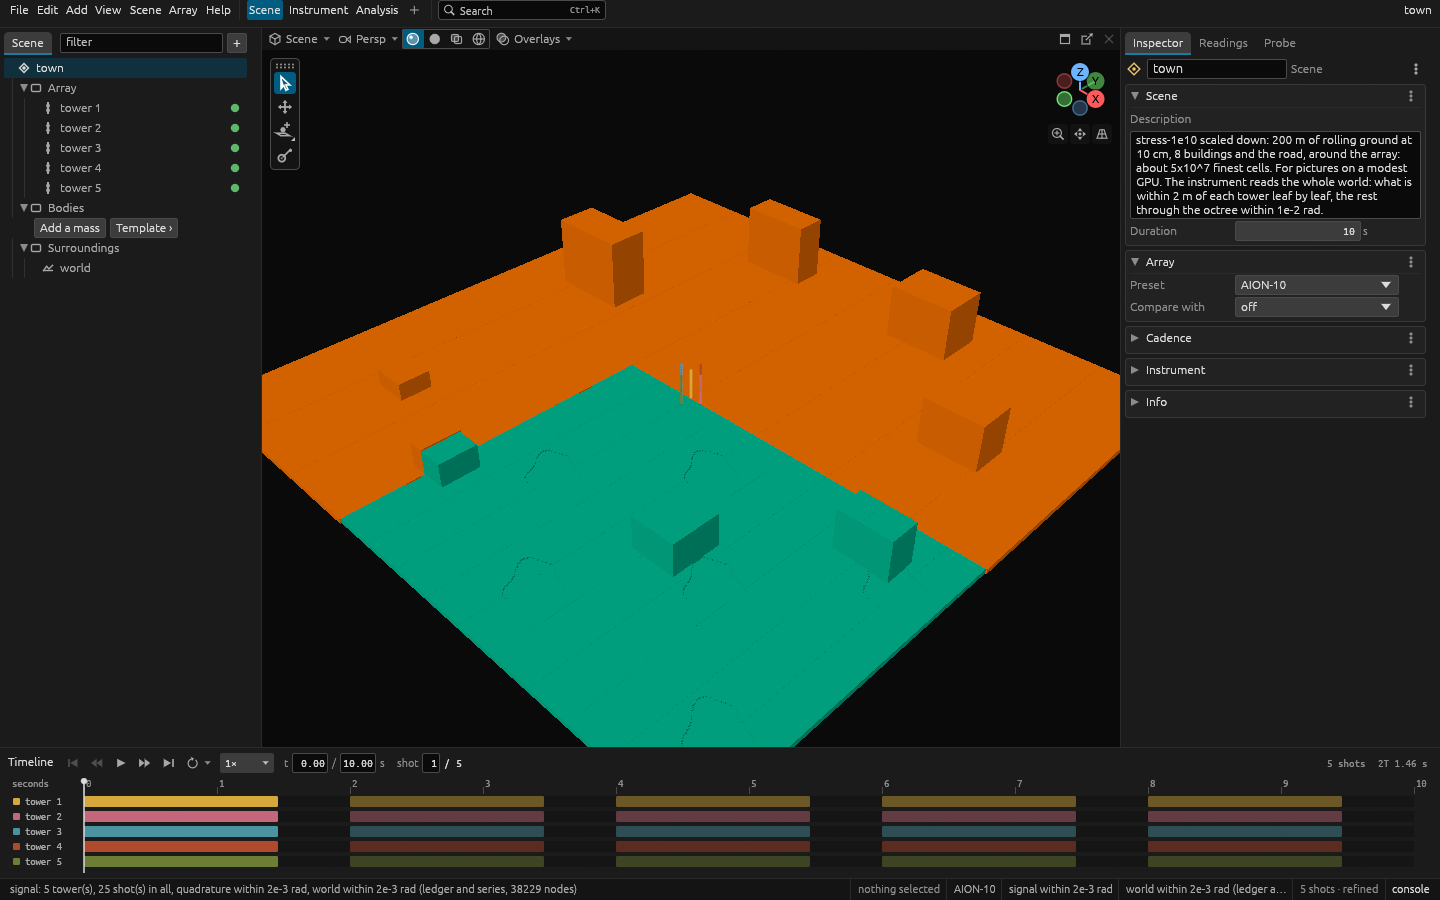 File Edit Add View Scene Array Help Scene Instrument Analysis + Search Ctrl+K town
Scene filter +
town
Array
tower 1
tower 2
tower 3
tower 4
tower 5
Bodies
Add a mass Template ›
Surroundings
world
Scene Persp Overlays
Z
Y
X
Inspector Readings Probe
town Scene
Scene
Description
stress-1e10 scaled down: 200 m of rolling ground at
10 cm, 8 buildings and the road, around the array:
about 5x10^7 finest cells. For pictures on a modest
GPU. The instrument reads the whole world: what is
within 2 m of each tower leaf by leaf, the rest
through the octree within 1e-2 rad.
Duration 10 s
Array
Preset AION-10
Compare with off
Cadence
Instrument
Info
Timeline 1× t 0.00 / 10.00 s shot 1 / 5 5 shots 2T 1.46 s
seconds 0 1 2 3 4 5 6 7 8 9 10
tower 1
tower 2
tower 3
tower 4
tower 5
signal: 5 tower(s), 25 shot(s) in all, quadrature within 2e-3 rad, world within 2e-3 rad (ledger and series, 38229 nodes) nothing selected AION-10 signal within 2e-3 rad world within 2e-3 rad (ledger a... 5 shots · refined console